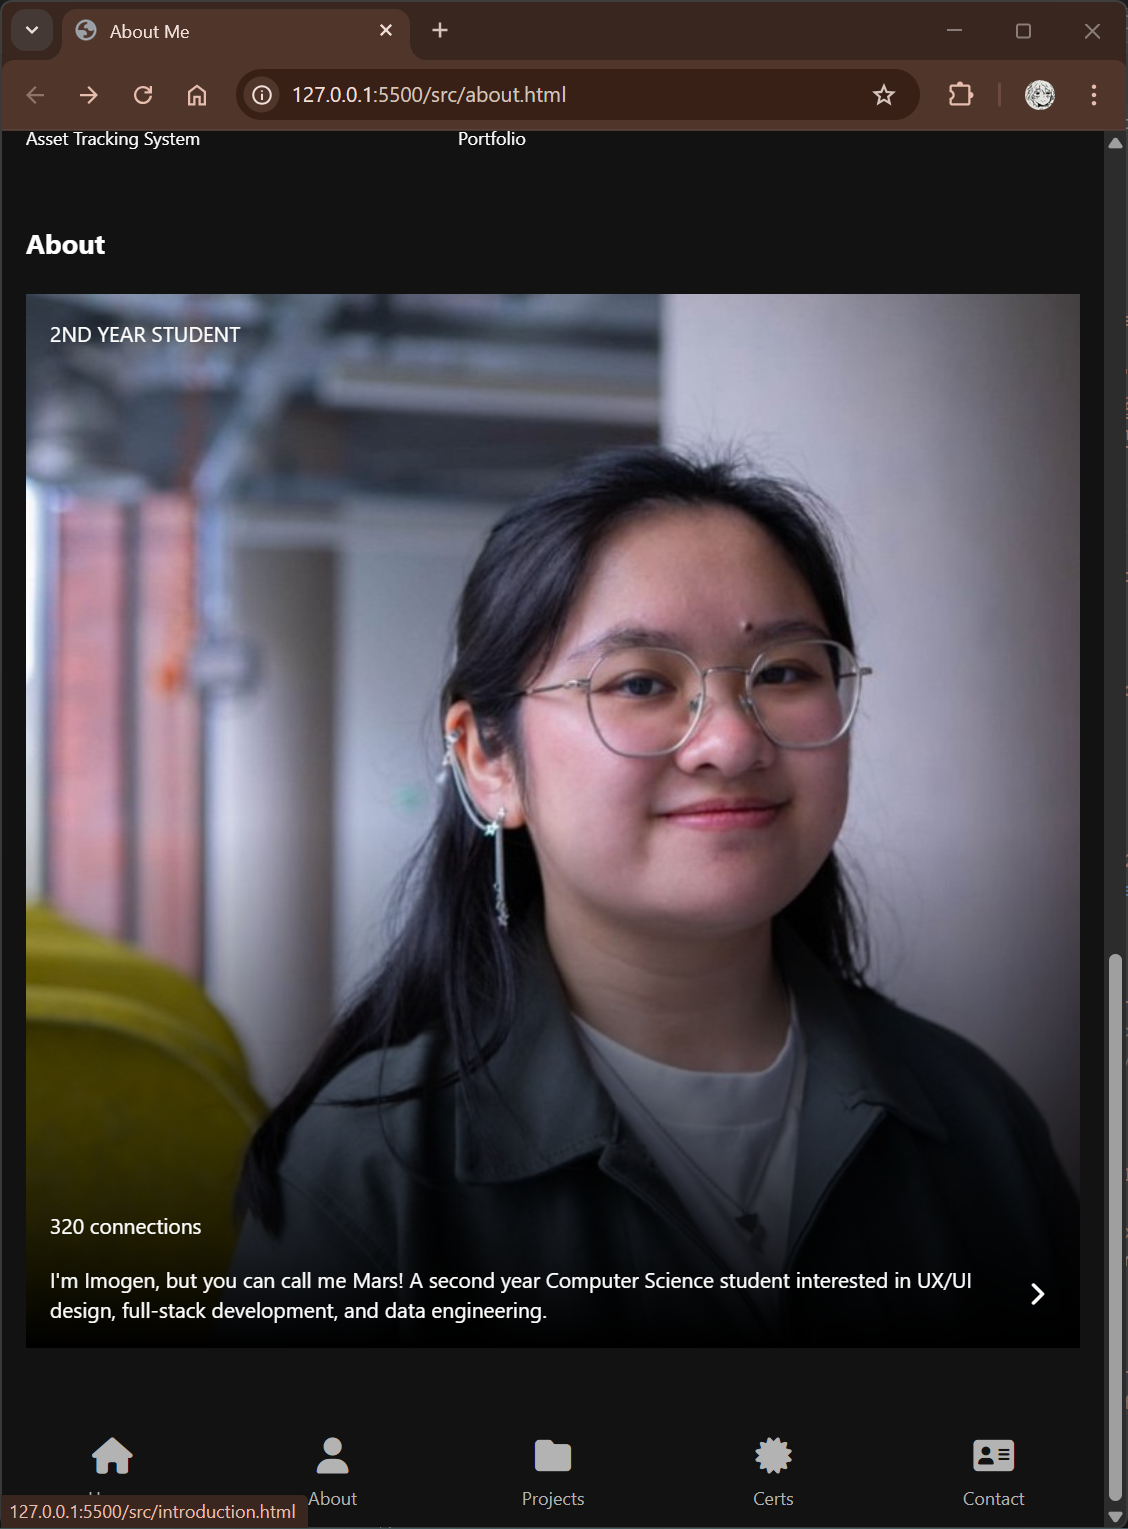 About Me
127.0.0.1:5500/src/about.html
Asset Tracking System
Portfolio
About
2ND YEAR STUDENT
320 connections
I'm Imogen, but you can call me Mars! A second year Computer Science student interested in UX/UI
design, full-stack development, and data engineering.
About
Projects
Certs
Contact
127.0.0.1:5500/src/introduction.html